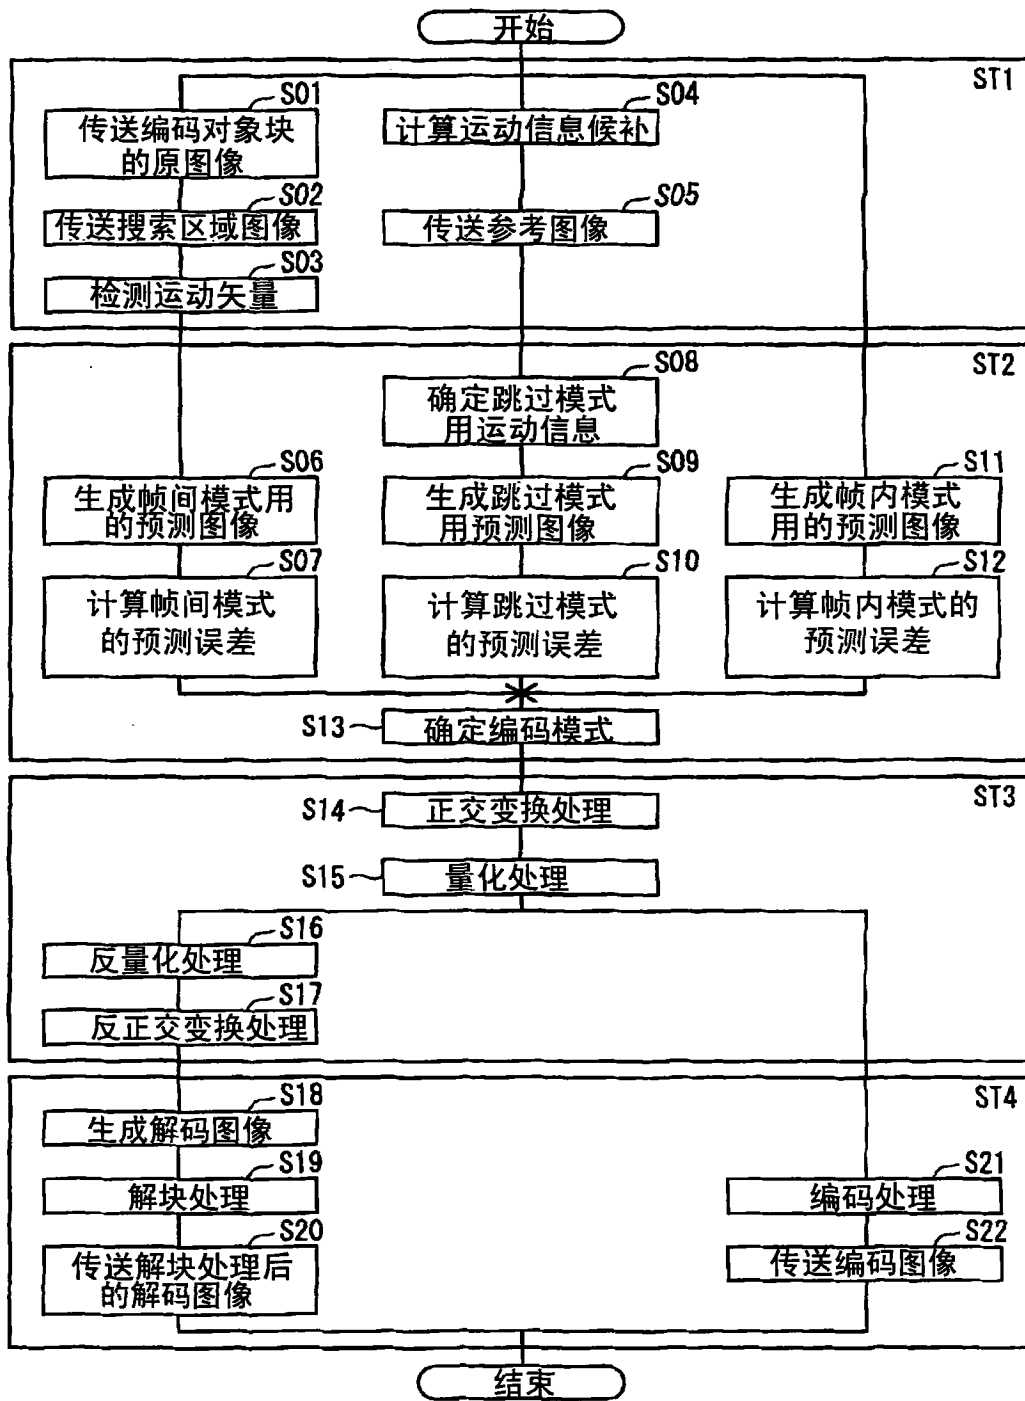 开始
ST1
S01
传送编码对象块
的原图像
S02
传送搜索区域图像
S03
检测运动矢量
S04
计算运动信息候补
S05
传送参考图像
ST2
S06
生成帧间模式用
的预测图像
S07
计算帧间模式
的预测误差
S08
确定跳过模式
用运动信息
S09
生成跳过模式
用预测图像
S10
计算跳过模式
的预测误差
S11
生成帧内模式
用的预测图像
S12
计算帧内模式的
预测误差
S13
确定编码模式
ST3
S14
正交变换处理
S15
量化处理
S16
反量化处理
S17
反正交变换处理
ST4
S18
生成解码图像
S19
解块处理
S20
传送解块处理后
的解码图像
S21
编码处理
S22
传送编码图像
结束